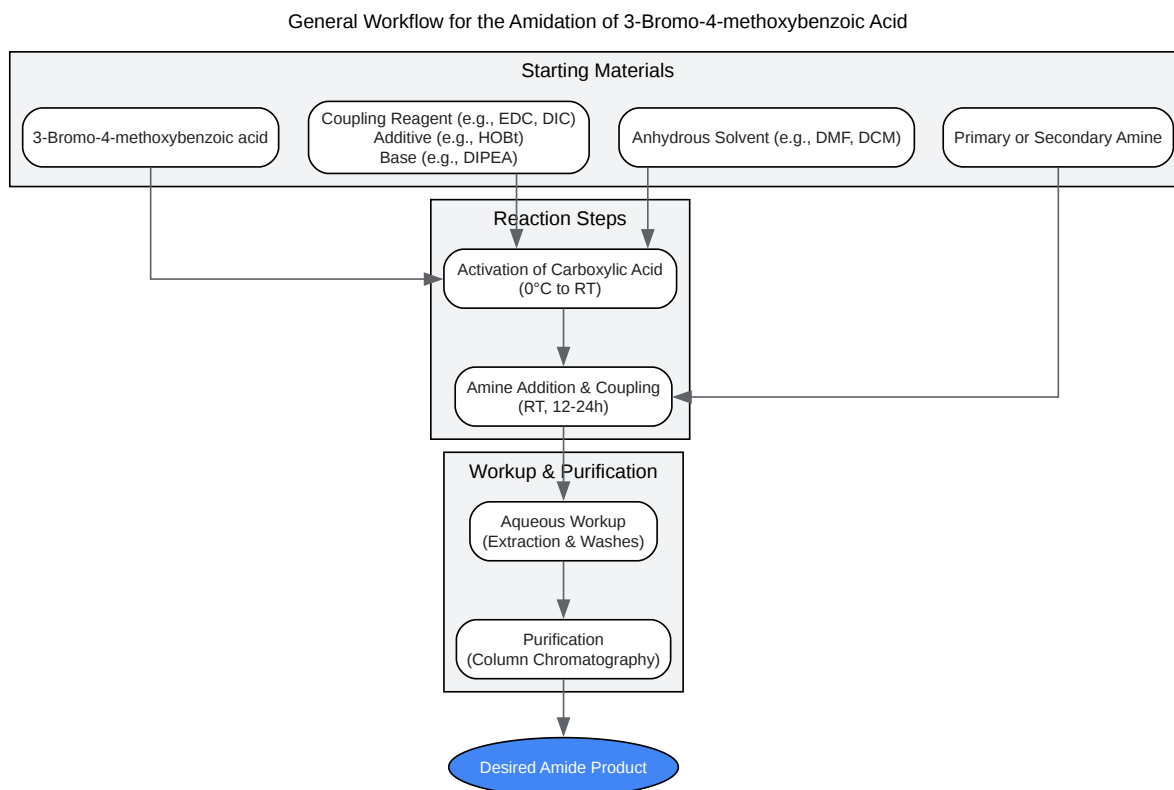 General Workflow for the Amidation of 3-Bromo-4-methoxybenzoic Acid
Starting Materials
3-Bromo-4-methoxybenzoic acid
Coupling Reagent (e.g., EDC, DIC)
Additive (e.g., HOBt)
Base (e.g., DIPEA)
Anhydrous Solvent (e.g., DMF, DCM)
Primary or Secondary Amine
Reaction Steps
Activation of Carboxylic Acid
(0°C to RT)
Amine Addition & Coupling
(RT, 12-24h)
Workup & Purification
Aqueous Workup
(Extraction & Washes)
Purification
(Column Chromatography)
Desired Amide Product